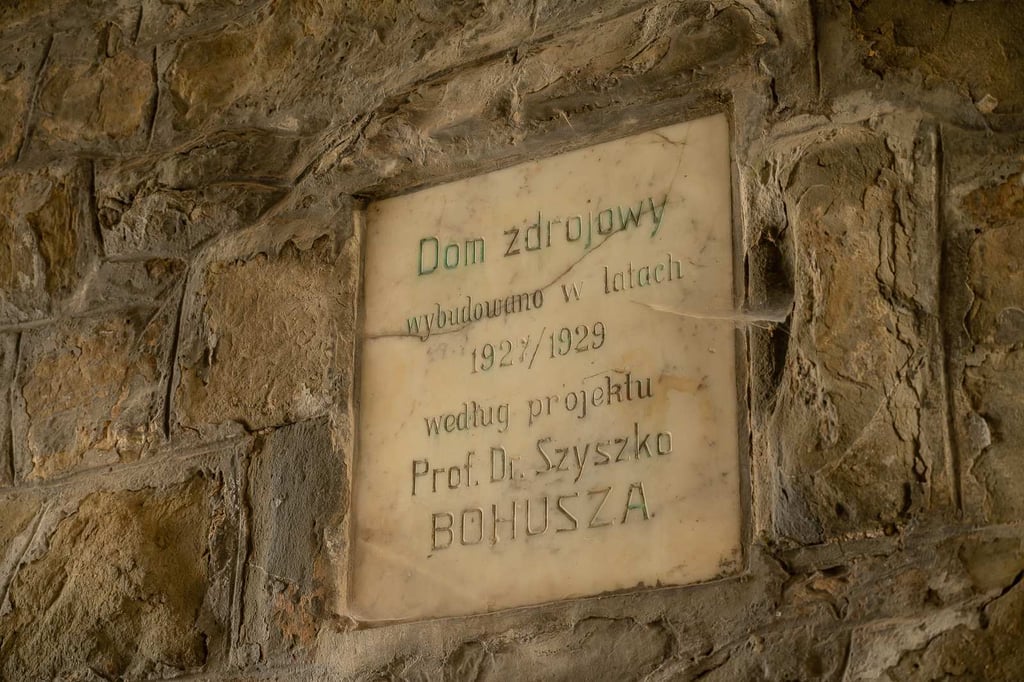 Dom zdrojowy
wybudowano w latach
1927/1929
według projektu
Prof. Dr. Szyszko
BOHUSZA.